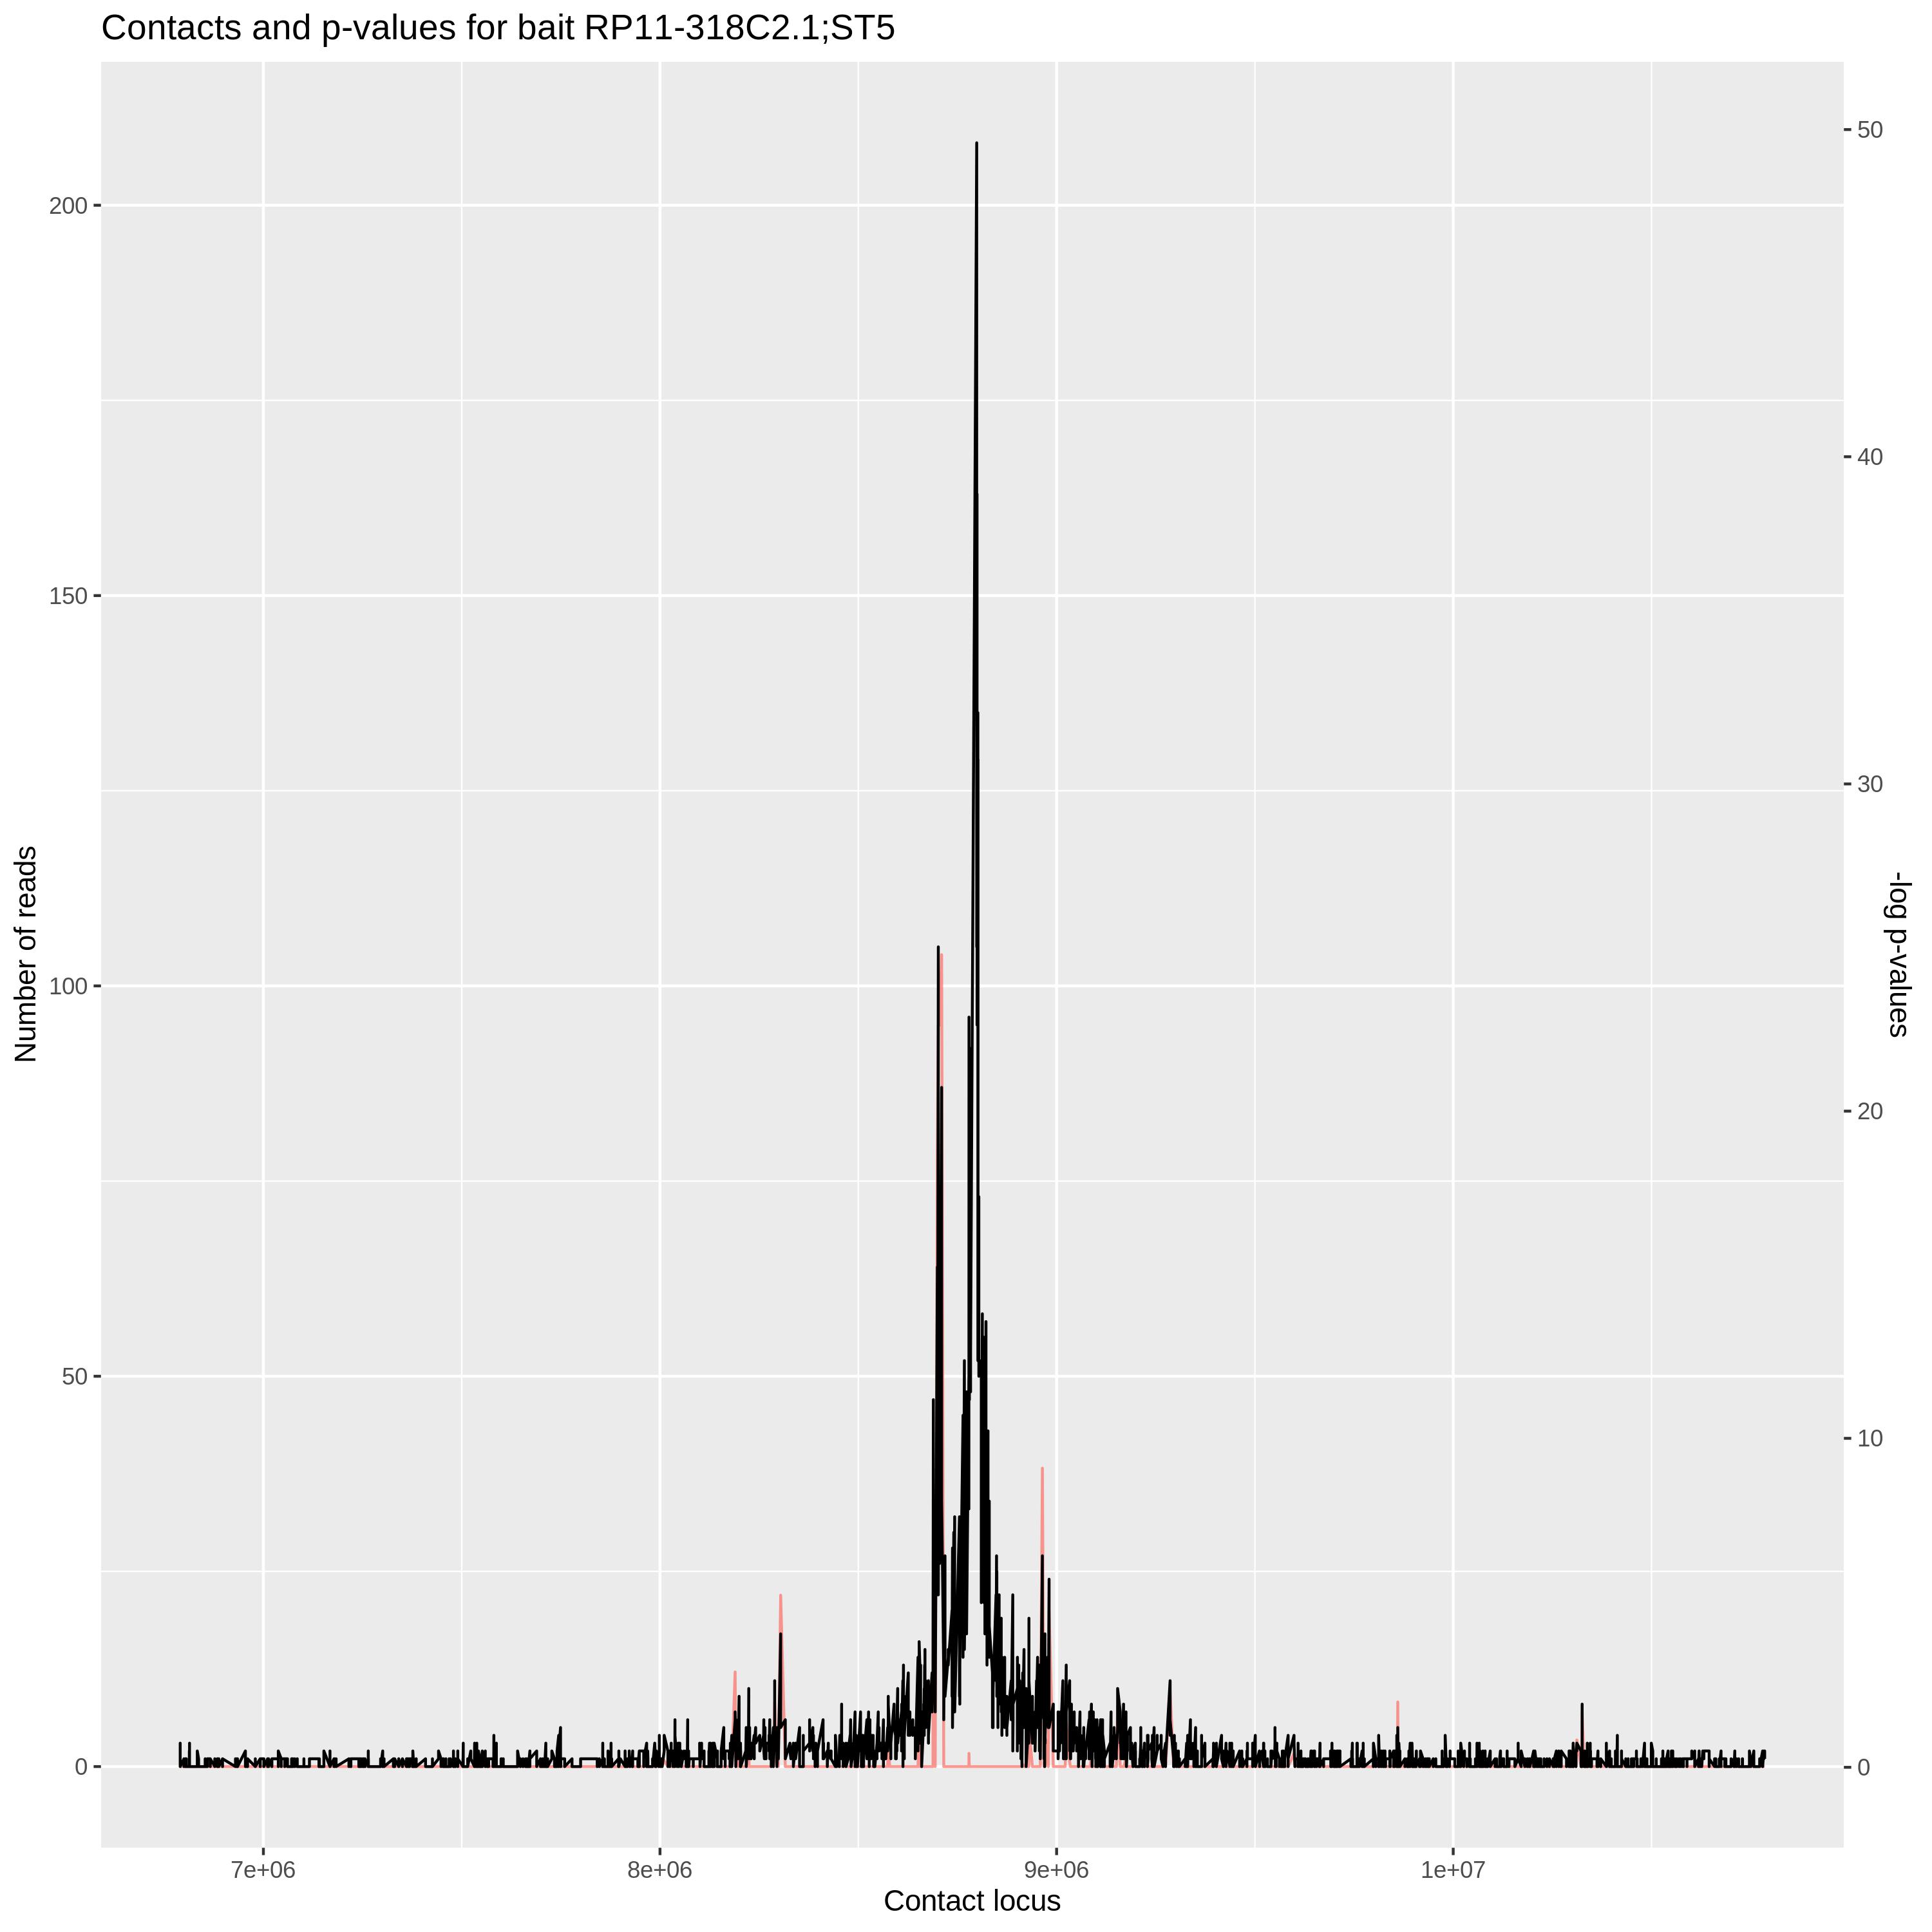 Contacts and p-values for bait RP11-318C2.1;ST5
200
150
100
50
0
Number of reads
50
40
30
20
10
0
-log p-values
7e+06
8e+06
9e+06
1e+07
Contact locus